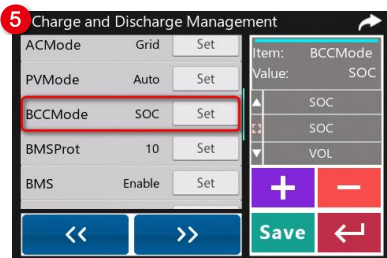 5 Charge and Discharge Management
ACMode Grid Set
PVMode Auto Set
BCCMode SOC Set
BMSProt 10 Set
BMS Enable Set
<< >>
Item: BCCMode
Value: SOC
SOC
SOC
VOL
+ −
Save